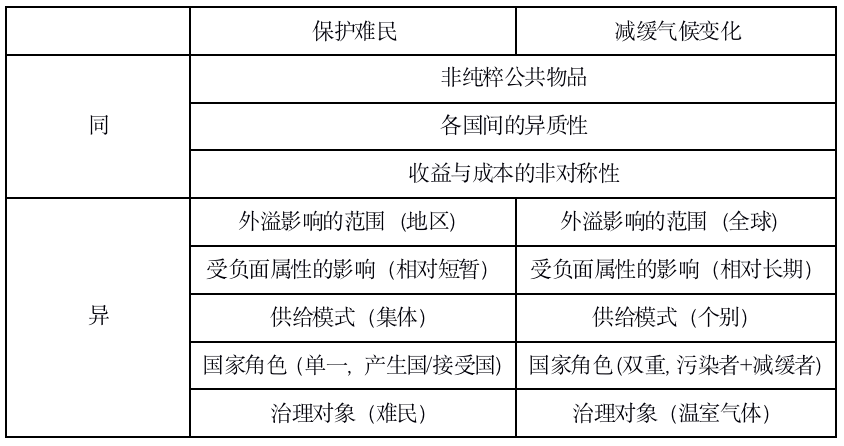 保护难民 减缓气候变化
同
非纯粹公共物品
各国间的异质性
收益与成本的非对称性
异
外溢影响的范围（地区） 外溢影响的范围（全球)
受负面属性的影响（相对短暂） 受负面属性的影响（相对长期）
供给模式（集体） 供给模式（个别）
国家角色（单一，产生国/接受国) 国家角色(双重, 污染者+减缓者)
治理对象（难民） 治理对象（温室气体）